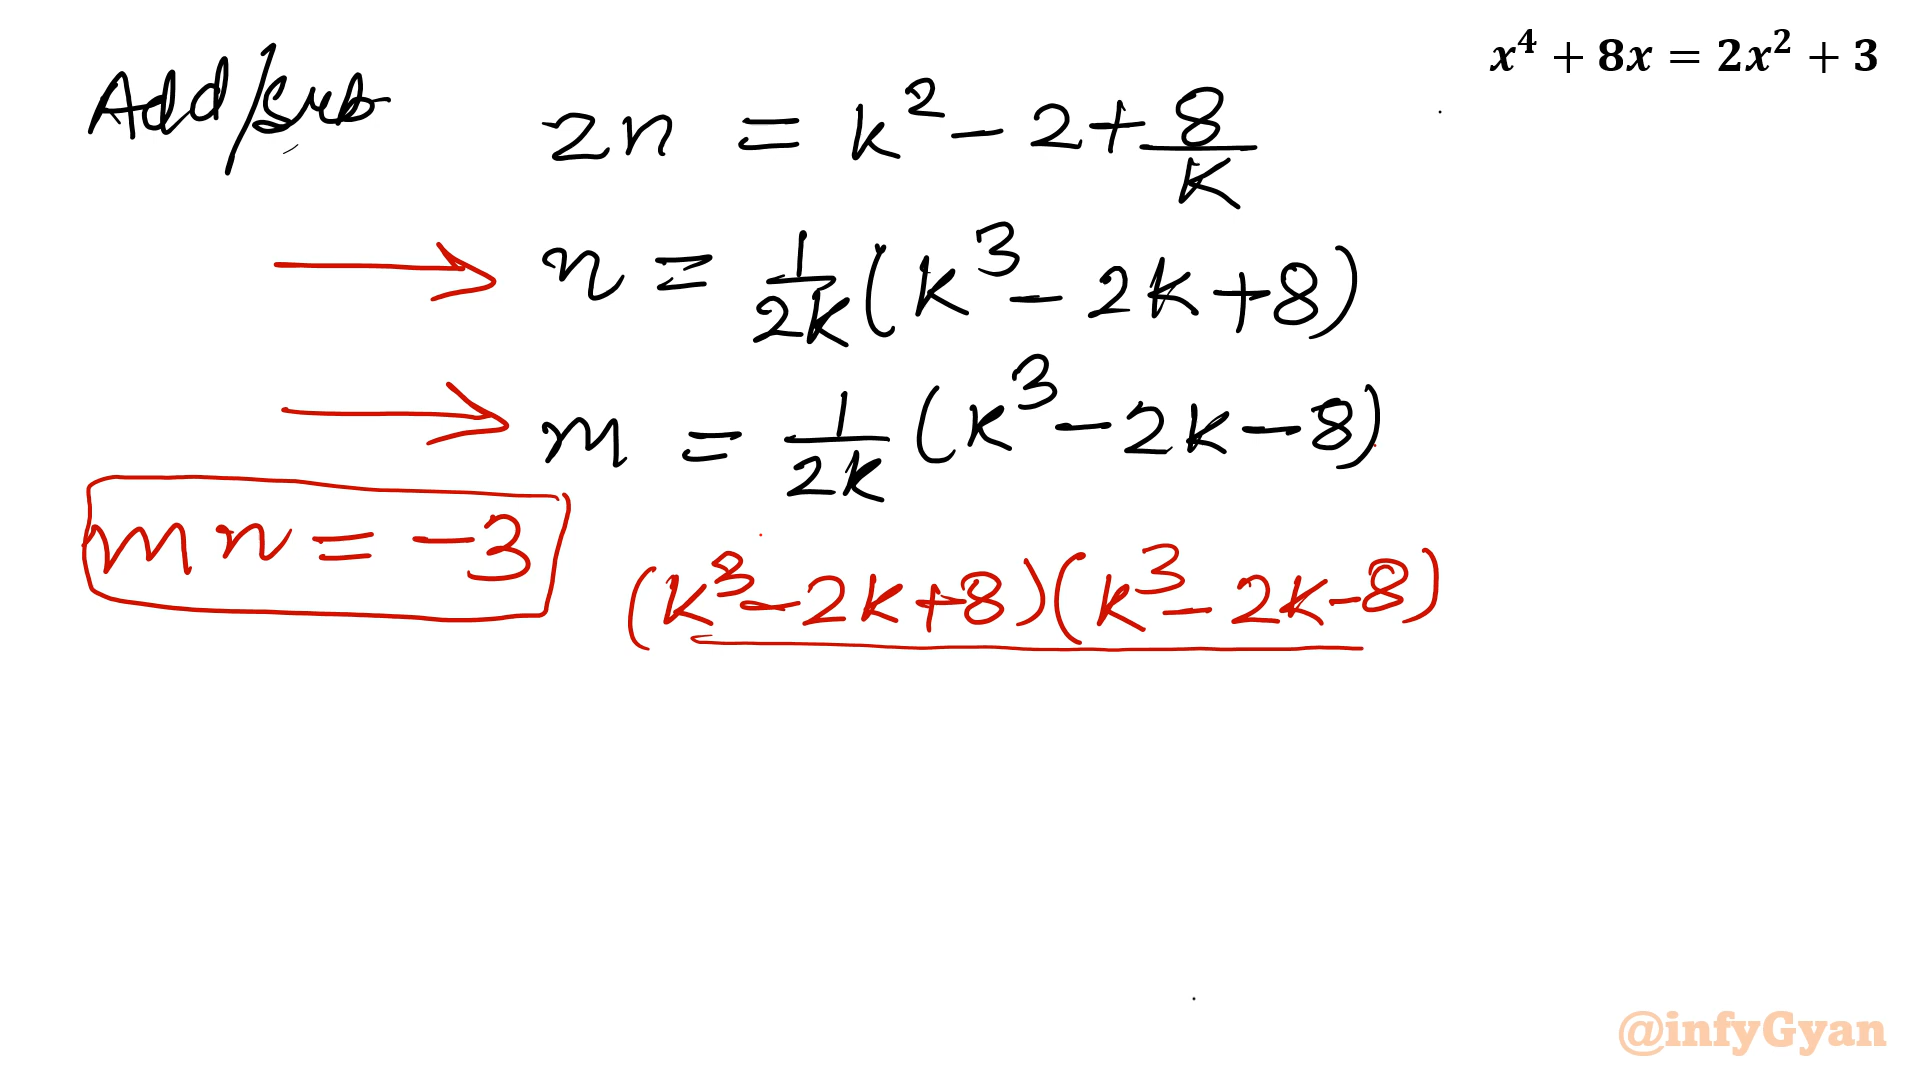 x⁴ + 8x = 2x² + 3
Add/sub
2n = k² - 2 + 8/k
n = 1/2k (k³ - 2k + 8)
m = 1/2k (k³ - 2k - 8)
mn = -3
(k³ - 2k + 8)(k³ - 2k - 8)
@infyGyan